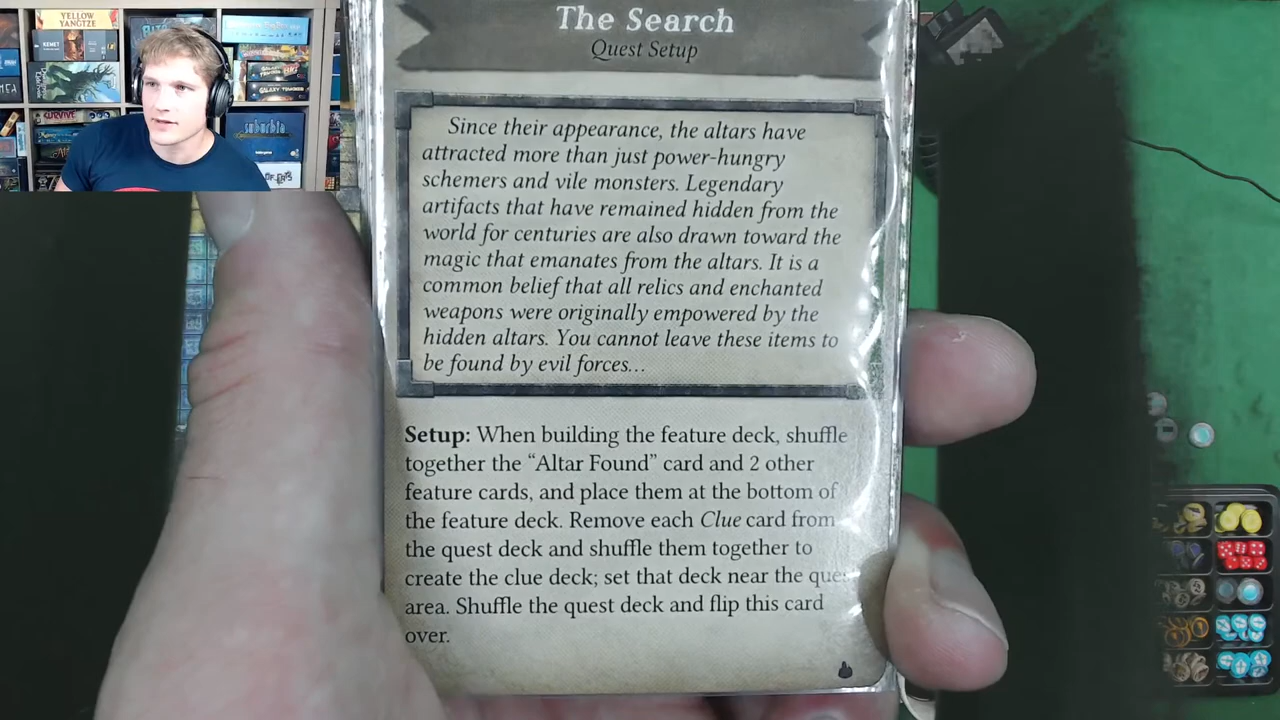 YELLOW
YANGTZE
KEMET
GALAXY TRUCKER
SURVIVE
suburbia
The Search
Quest Setup
Since their appearance, the altars have
attracted more than just power-hungry
schemers and vile monsters. Legendary
artifacts that have remained hidden from the
world for centuries are also drawn toward the
magic that emanates from the altars. It is a
common belief that all relics and enchanted
weapons were originally empowered by the
hidden altars. You cannot leave these items to
be found by evil forces…
Setup: When building the feature deck, shuffle
together the “Altar Found” card and 2 other
feature cards, and place them at the bottom of
the feature deck. Remove each Clue card from
the quest deck and shuffle them together to
create the clue deck; set that deck near the
area. Shuffle the quest deck and flip this card
over.